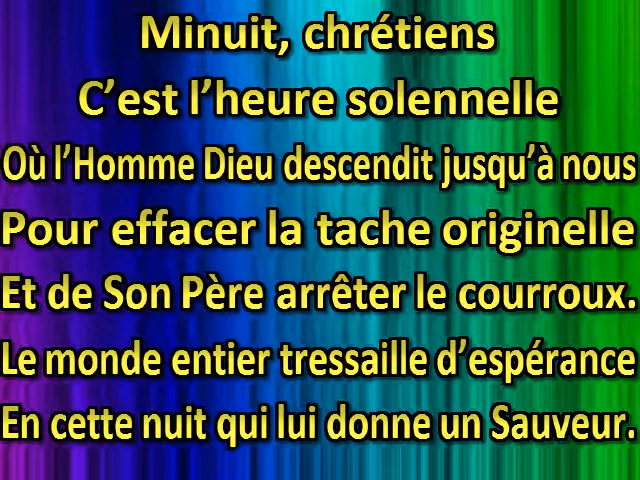 Minuit, chrétiens
C’est l’heure solennelle
Où l’Homme Dieu descendit jusqu’à nous
Pour effacer la tache originelle
Et de Son Père arrêter le courroux.
Le monde entier tressaille d’espérance
En cette nuit qui lui donne un Sauveur.